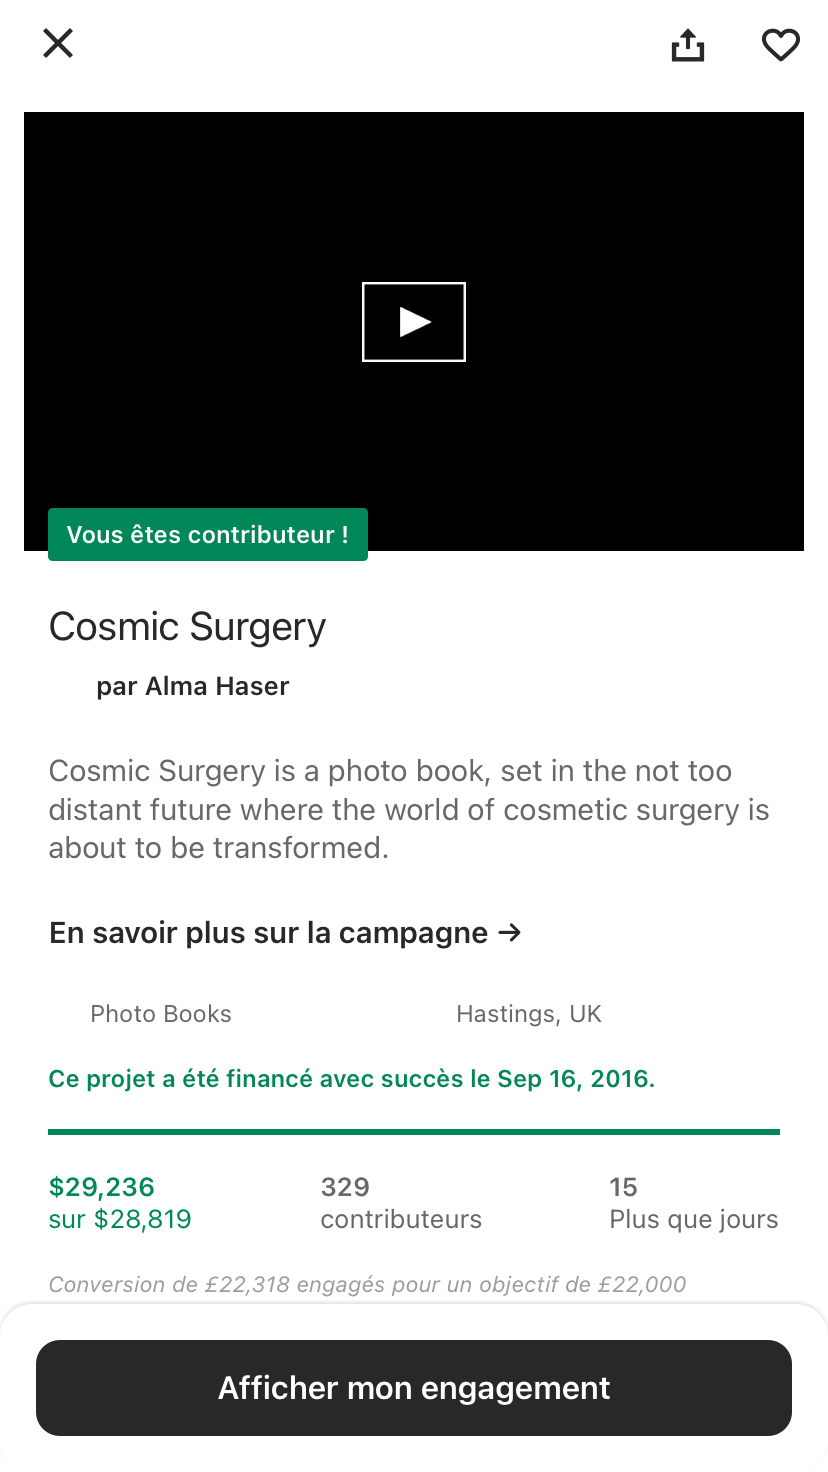 Vous êtes contributeur !
Cosmic Surgery
par Alma Haser
Cosmic Surgery is a photo book, set in the not too
distant future where the world of cosmetic surgery is
about to be transformed.
En savoir plus sur la campagne →
Photo Books
Hastings, UK
Ce projet a été financé avec succès le Sep 16, 2016.
$29,236
sur $28,819
329
contributeurs
15
Plus que jours
Conversion de £22,318 engagés pour un objectif de £22,000
Afficher mon engagement